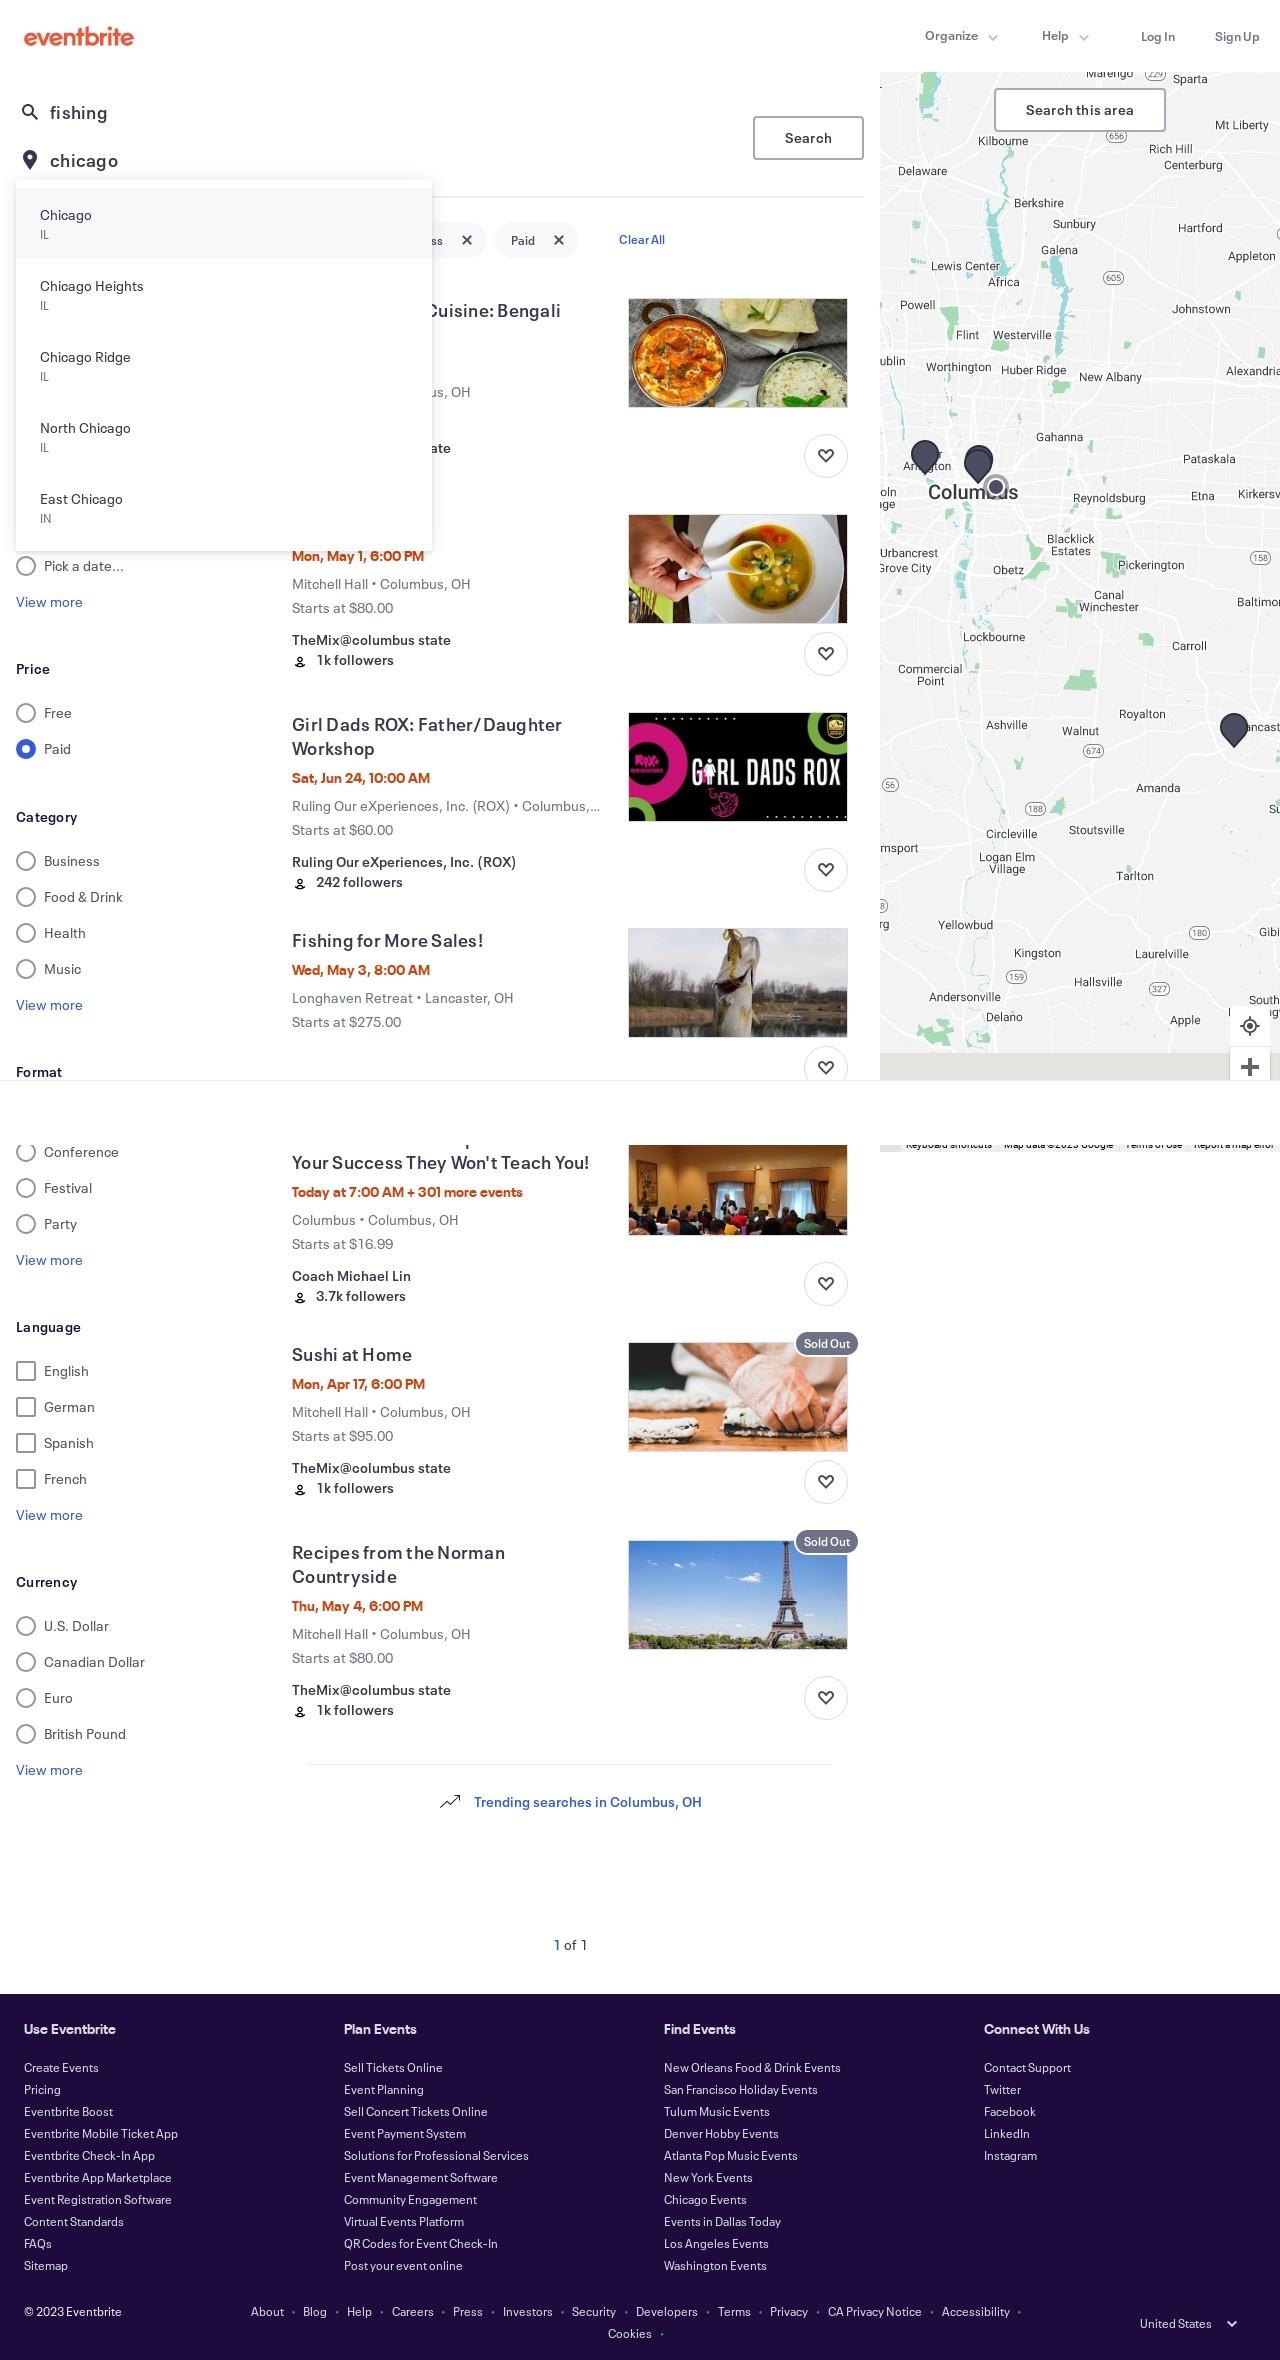 eventbrite
Organize
Help
Log In
Sign Up
fishing
chicago
Search
Chicago
IL
Chicago Heights
IL
Chicago Ridge
IL
North Chicago
IL
East Chicago
IN
ss
Paid
Clear All
Cuisine: Bengali
us, OH
ate
Mon, May 1, 6:00 PM
Mitchell Hall • Columbus, OH
Starts at $80.00
TheMix@columbus state
1k followers
Girl Dads ROX: Father/Daughter
Workshop
Sat, Jun 24, 10:00 AM
Ruling Our eXperiences, Inc. (ROX) • Columbus,...
Starts at $60.00
Ruling Our eXperiences, Inc. (ROX)
242 followers
ROX
GIRL DADS ROX
Fishing for More Sales!
Wed, May 3, 8:00 AM
Longhaven Retreat • Lancaster, OH
Starts at $275.00
Your Success They Won't Teach You!
Today at 7:00 AM + 301 more events
Columbus • Columbus, OH
Starts at $16.99
Coach Michael Lin
3.7k followers
Sold Out
Sushi at Home
Mon, Apr 17, 6:00 PM
Mitchell Hall • Columbus, OH
Starts at $95.00
TheMix@columbus state
1k followers
Sold Out
Recipes from the Norman
Countryside
Thu, May 4, 6:00 PM
Mitchell Hall • Columbus, OH
Starts at $80.00
TheMix@columbus state
1k followers
Trending searches in Columbus, OH
1 of 1
Pick a date...
View more
Price
Free
Paid
Category
Business
Food & Drink
Health
Music
View more
Format
Conference
Festival
Party
View more
Language
English
German
Spanish
French
View more
Currency
U.S. Dollar
Canadian Dollar
Euro
British Pound
View more
Search this area
Marengo
229
Sparta
Mt Liberty
656
Kilbourne
Rich Hill
Centerburg
Delaware
Berkshire
Sunbury
Hartford
Galena
Appleton
Lewis Center
Africa
605
Powell
Johnstown
Flint
Westerville
ublin
Worthington
Huber Ridge
New Albany
Alexandria
Gahanna
Pataskala
oln
age
Columbus
Reynoldsburg
Etna
Kirkersv
Urbancrest
Grove City
Blacklick
Estates
158
Obetz
Pickerington
Canal
Winchester
Baltimor
Lockbourne
Carroll
Commercial
Point
Royalton
Ashville
Walnut
ancast
674
56
Amanda
188
Su
Circleville
Stoutsville
msport
Logan Elm
Village
Tarlton
8
rg
Yellowbud
180
Gibi
Kingston
Laurelville
159
Hallsville
327
Andersonville
South
Delano
Apple
Keyboard shortcuts
Map data ©2023 Google
Terms of Use
Report a map error
Use Eventbrite
Create Events
Pricing
Eventbrite Boost
Eventbrite Mobile Ticket App
Eventbrite Check-In App
Eventbrite App Marketplace
Event Registration Software
Content Standards
FAQs
Sitemap
Plan Events
Sell Tickets Online
Event Planning
Sell Concert Tickets Online
Event Payment System
Solutions for Professional Services
Event Management Software
Community Engagement
Virtual Events Platform
QR Codes for Event Check-In
Post your event online
Find Events
New Orleans Food & Drink Events
San Francisco Holiday Events
Tulum Music Events
Denver Hobby Events
Atlanta Pop Music Events
New York Events
Chicago Events
Events in Dallas Today
Los Angeles Events
Washington Events
Connect With Us
Contact Support
Twitter
Facebook
LinkedIn
Instagram
© 2023 Eventbrite
About • Blog • Help • Careers • Press • Investors • Security • Developers • Terms • Privacy • CA Privacy Notice • Accessibility •
Cookies •
United States